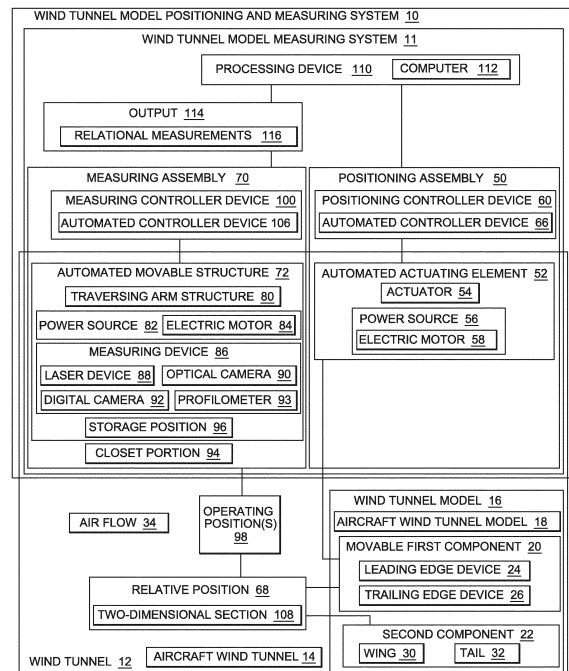 WIND TUNNEL MODEL POSITIONING AND MEASURING SYSTEM 10
WIND TUNNEL MODEL MEASURING SYSTEM 11
PROCESSING DEVICE 110
COMPUTER 112
OUTPUT 114
RELATIONAL MEASUREMENTS 116
MEASURING ASSEMBLY 70
MEASURING CONTROLLER DEVICE 100
AUTOMATED CONTROLLER DEVICE 106
POSITIONING ASSEMBLY 50
POSITIONING CONTROLLER DEVICE 60
AUTOMATED CONTROLLER DEVICE 66
AUTOMATED MOVABLE STRUCTURE 72
TRAVERSING ARM STRUCTURE 80
POWER SOURCE 82
ELECTRIC MOTOR 84
MEASURING DEVICE 86
LASER DEVICE 88
OPTICAL CAMERA 90
DIGITAL CAMERA 92
PROFILOMETER 93
STORAGE POSITION 96
CLOSET PORTION 94
AUTOMATED ACTUATING ELEMENT 52
ACTUATOR 54
POWER SOURCE 56
ELECTRIC MOTOR 58
AIR FLOW 34
OPERATING
POSITION(S)
98
WIND TUNNEL MODEL 16
AIRCRAFT WIND TUNNEL MODEL 18
MOVABLE FIRST COMPONENT 20
LEADING EDGE DEVICE 24
TRAILING EDGE DEVICE 26
RELATIVE POSITION 68
TWO-DIMENSIONAL SECTION 108
SECOND COMPONENT 22
WING 30
TAIL 32
WIND TUNNEL 12
AIRCRAFT WIND TUNNEL 14